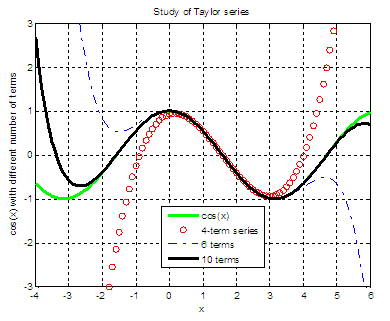 Study of Taylor series
cos(x) with different number of terms
3
2
1
0
-1
-2
-3
-4
-3
-2
-1
0
1
2
3
4
5
6
x
cos(x)
4-term series
6 terms
10 terms